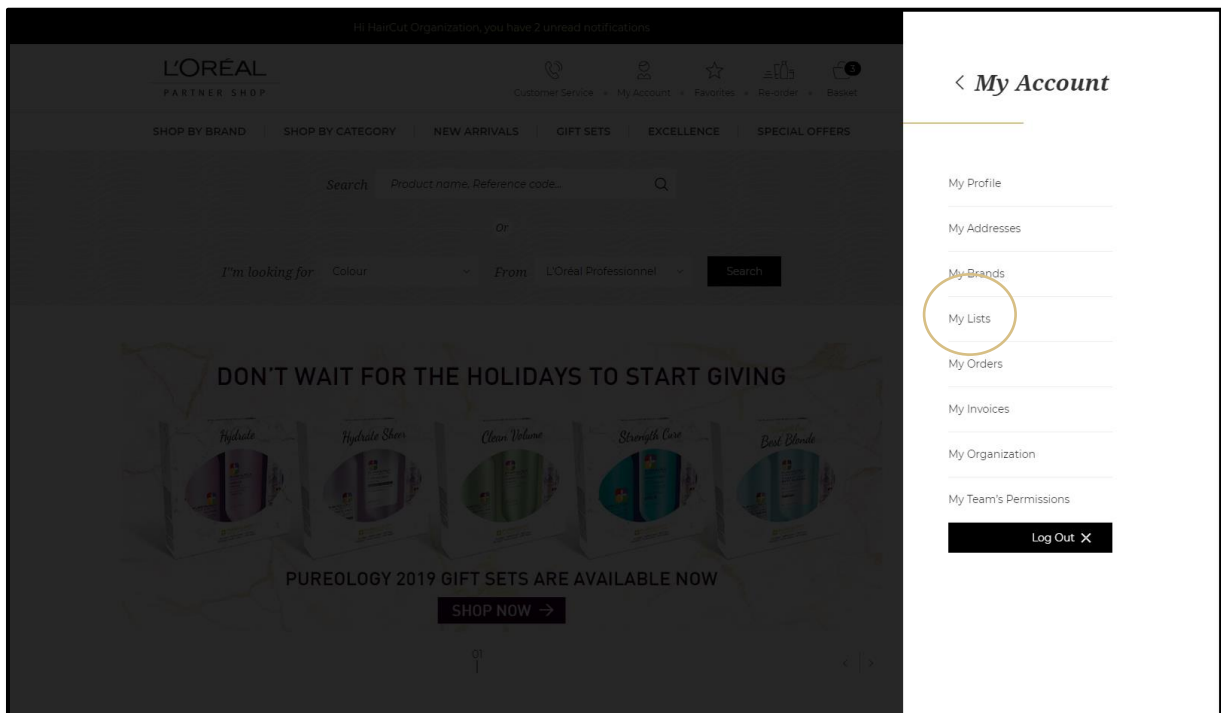 Hi HairCut Organization, you have 2 unread notifications
L'ORÉAL
PARTNER SHOP
3
Customer Service My Account Favorites Re-order Basket
SHOP BY BRAND SHOP BY CATEGORY NEW ARRIVALS GIFT SETS EXCELLENCE SPECIAL OFFERS
Search Product name, Reference code...
Or
I''m looking for Colour From L'Oréal Professionnel Search
DON'T WAIT FOR THE HOLIDAYS TO START GIVING
Hydrate Hydrate Sheer Clean Volume Strength Cure Best Blonde
PUREOLOGY 2019 GIFT SETS ARE AVAILABLE NOW
SHOP NOW →
01
< My Account
My Profile
My Addresses
My Brands
My Lists
My Orders
My Invoices
My Organization
My Team's Permissions
Log Out X